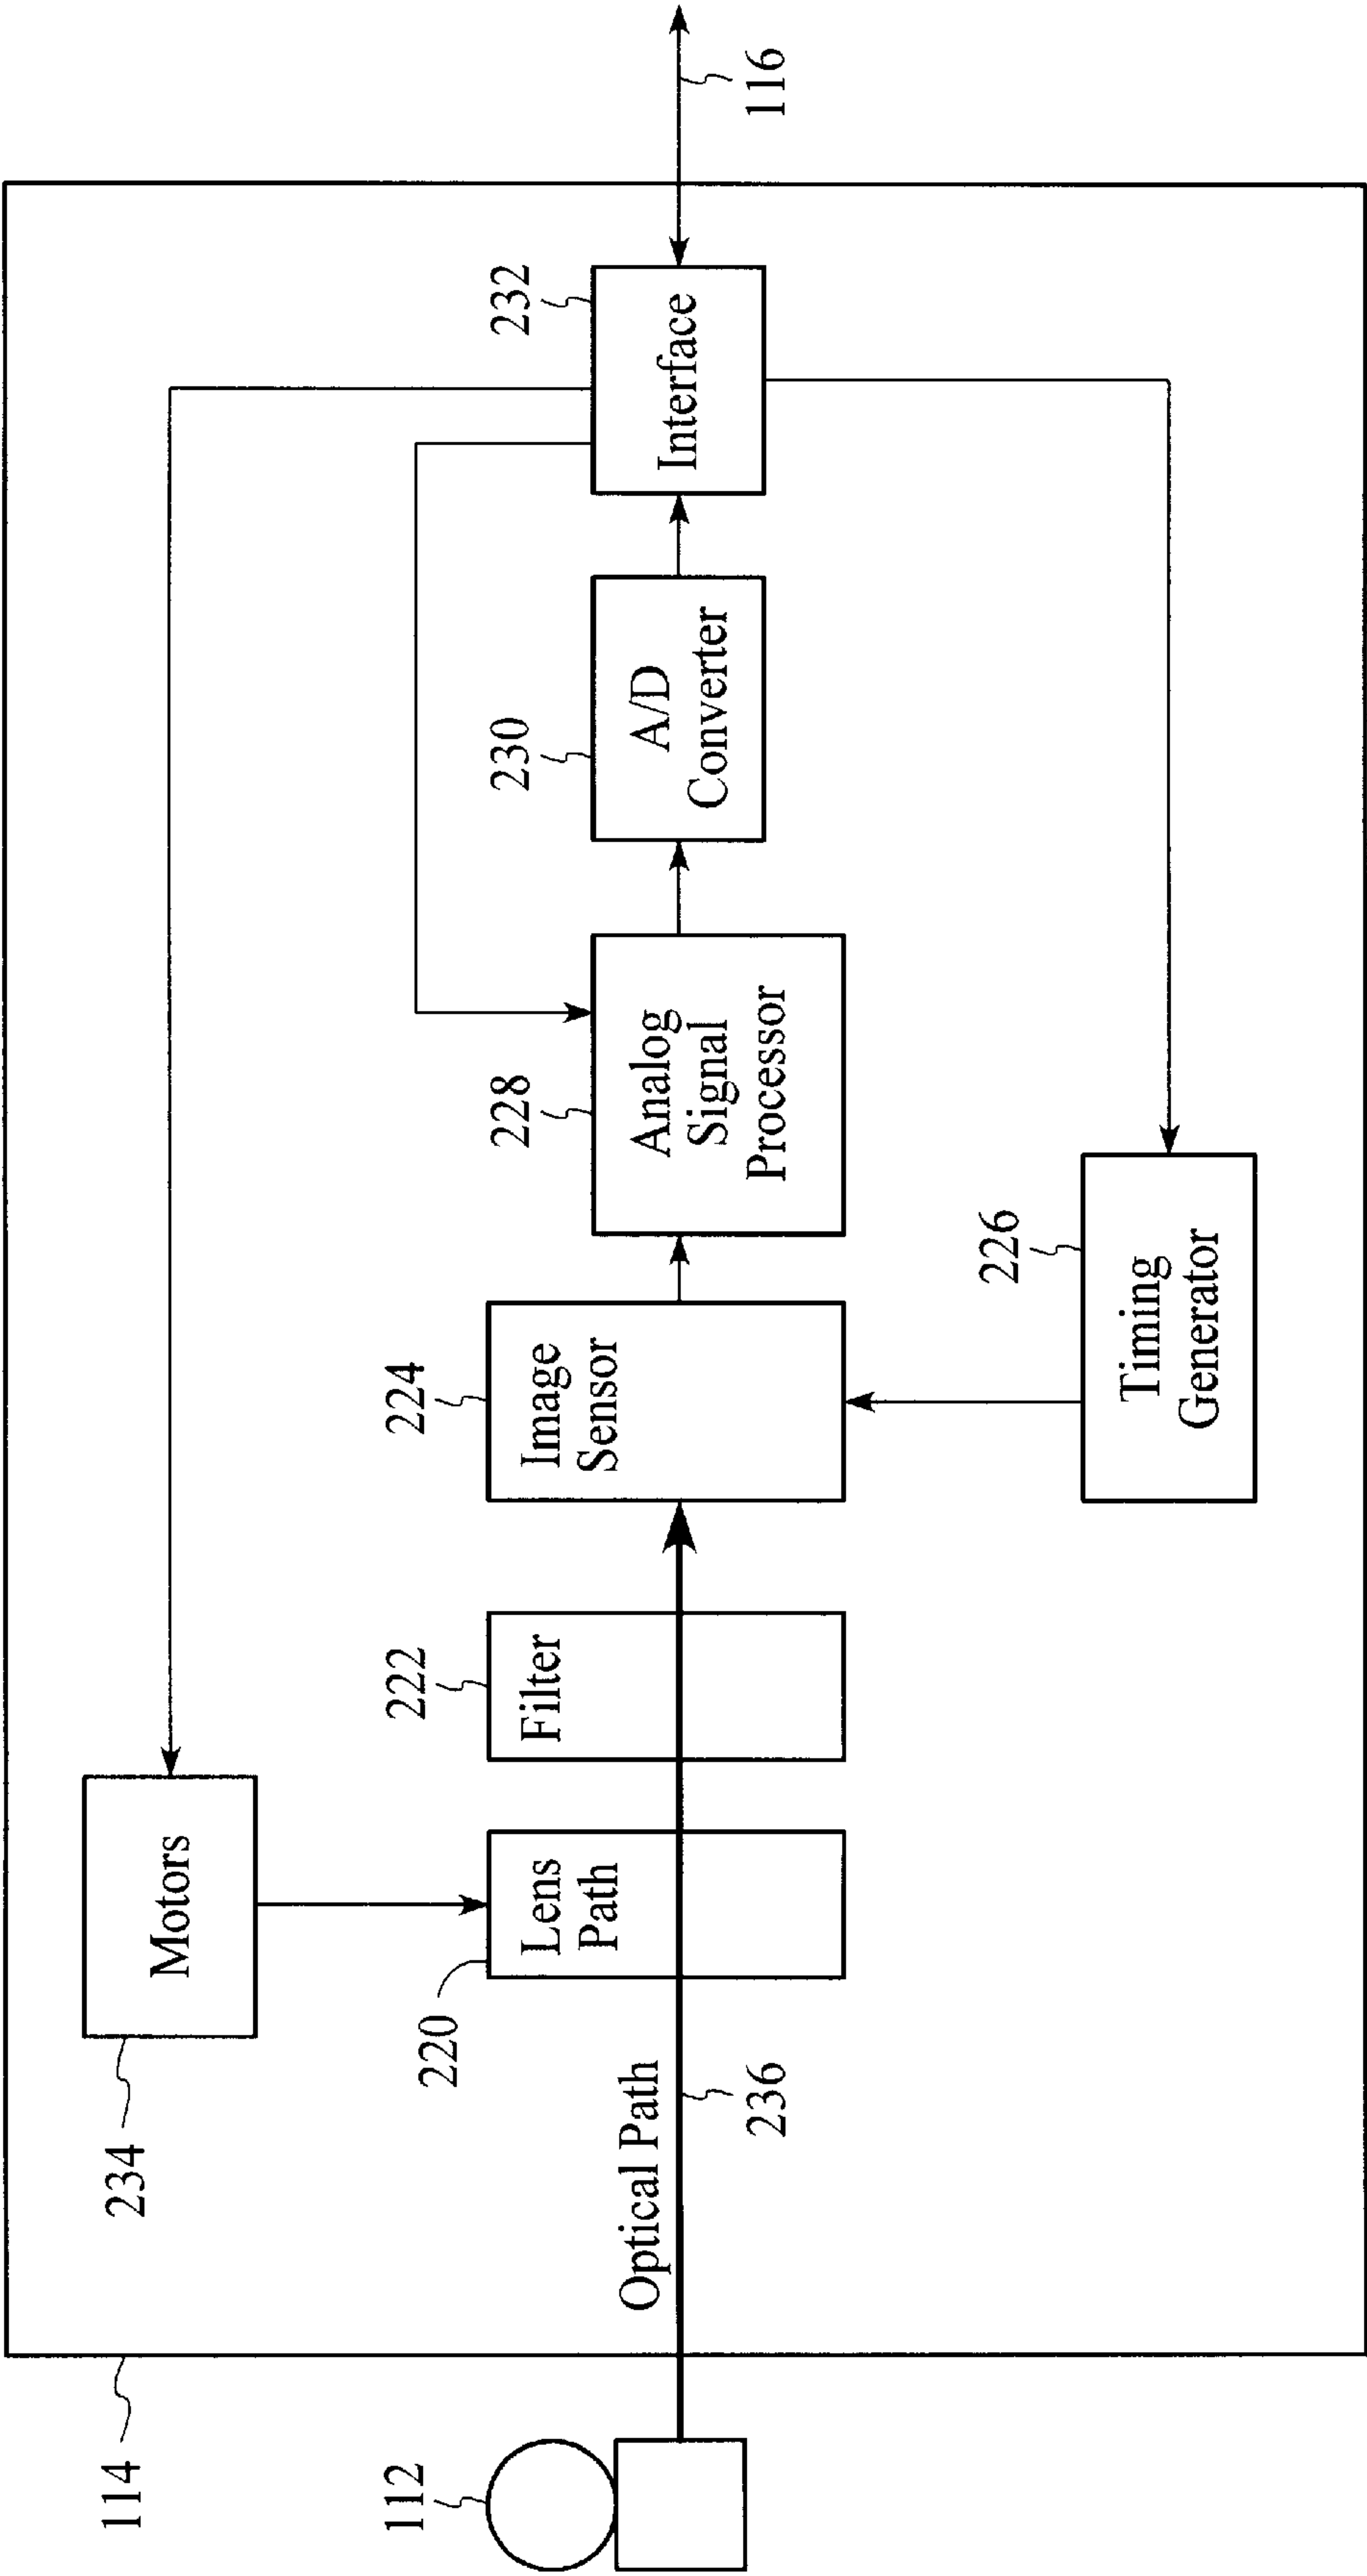 114
112
234
Motors
220
Lens
Path
222
Filter
224
Image
Sensor
Optical Path
236
228
Analog
Signal
Processor
230
A/D
Converter
232
Interface
116
226
Timing
Generator